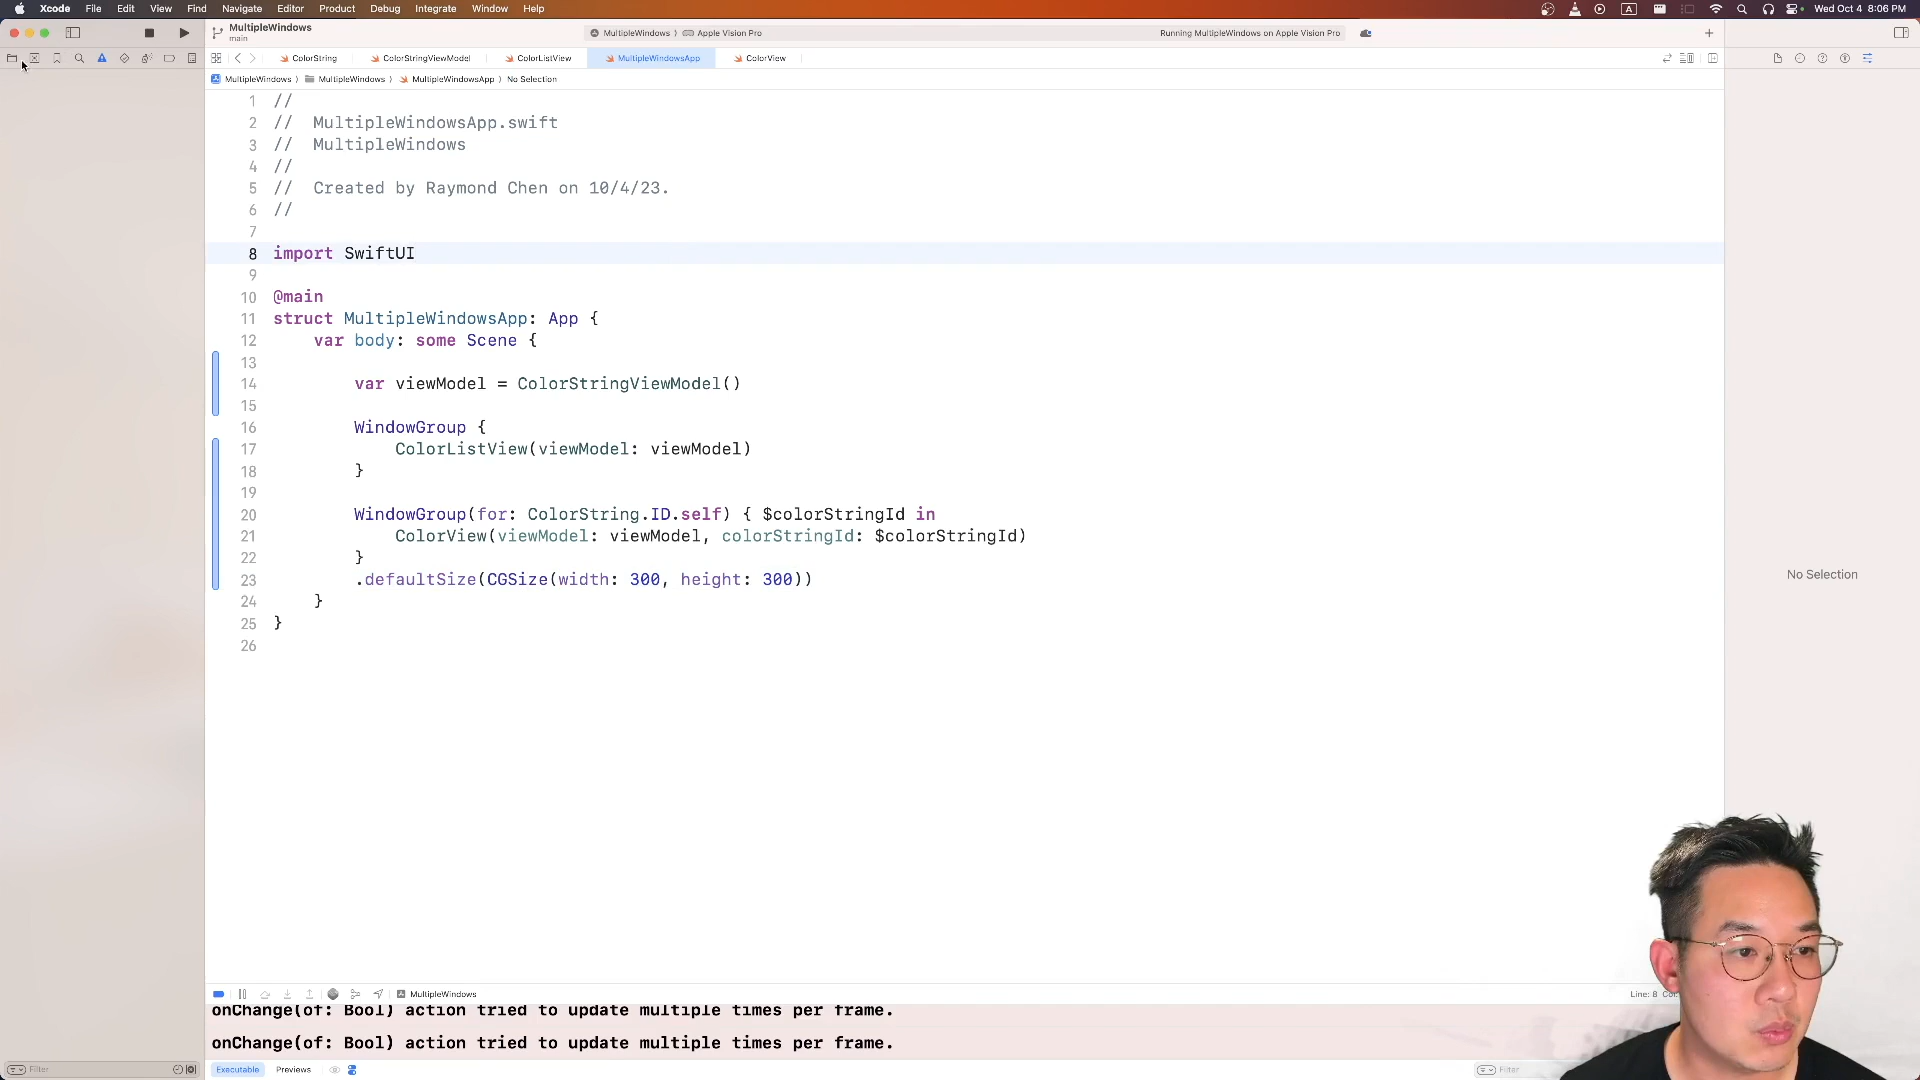 Xcode File Edit View Find Navigate Editor Product Debug Integrate Window Help
A
Wed Oct 4 8:06 PM
MultipleWindows
main
MultipleWindows 〉 Apple Vision Pro
Running MultipleWindows on Apple Vision Pro
ColorString ColorStringViewModel ColorListView MultipleWindowsApp ColorView
MultipleWindows 〉 MultipleWindows 〉 MultipleWindowsApp 〉 No Selection
1 //
2 //  MultipleWindowsApp.swift
3 //  MultipleWindows
4 //
5 //  Created by Raymond Chen on 10/4/23.
6 //
7
8 import SwiftUI
9
10 @main
11 struct MultipleWindowsApp: App {
12     var body: some Scene {
13
14         var viewModel = ColorStringViewModel()
15
16         WindowGroup {
17             ColorListView(viewModel: viewModel)
18         }
19
20         WindowGroup(for: ColorString.ID.self) { $colorStringId in
21             ColorView(viewModel: viewModel, colorStringId: $colorStringId)
22         }
23         .defaultSize(CGSize(width: 300, height: 300))
24     }
25 }
26
No Selection
MultipleWindows
Line: 8
onChange(of: Bool) action tried to update multiple times per frame.
onChange(of: Bool) action tried to update multiple times per frame.
Filter
Executable Previews
Filter